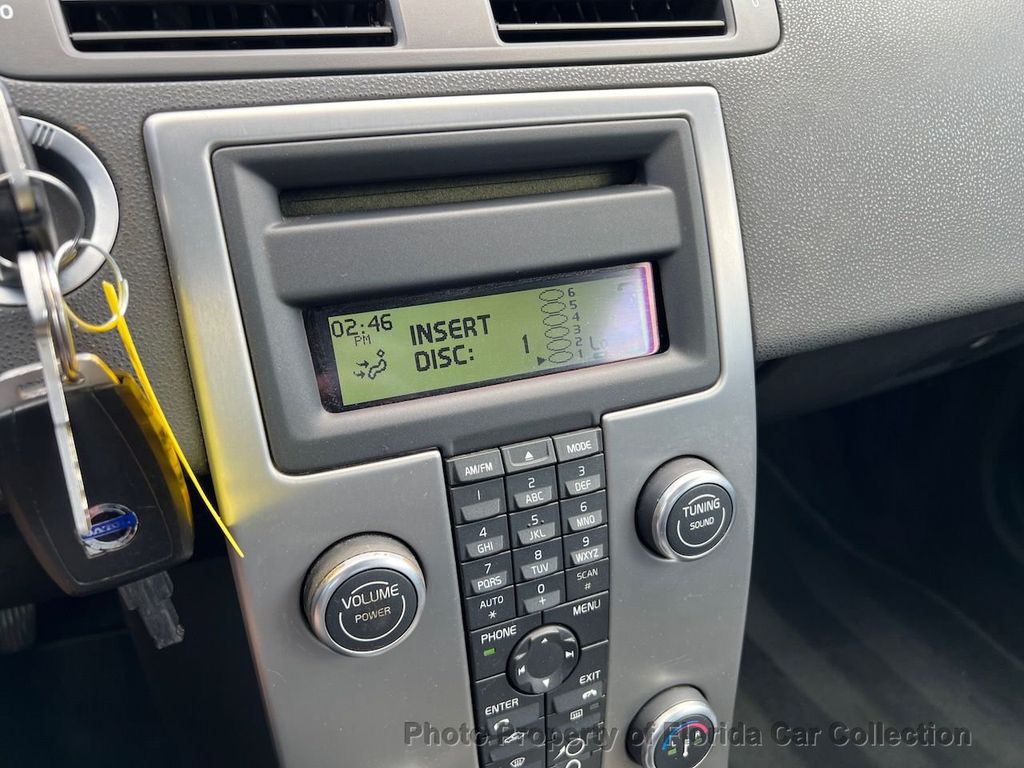 02:46
PM
INSERT
DISC: 1
6
5
4
3
2
1
Lo
AM/FM
MODE
1
2
ABC
3
DEF
4
GHI
5
JKL
6
MNO
7
PQRS
8
TUV
9
WXYZ
AUTO
*
0
+
SCAN
#
PHONE
MENU
ENTER
EXIT
VOLUME
POWER
TUNING
SOUND
VOLVO
Photo Property of Florida Car Collection